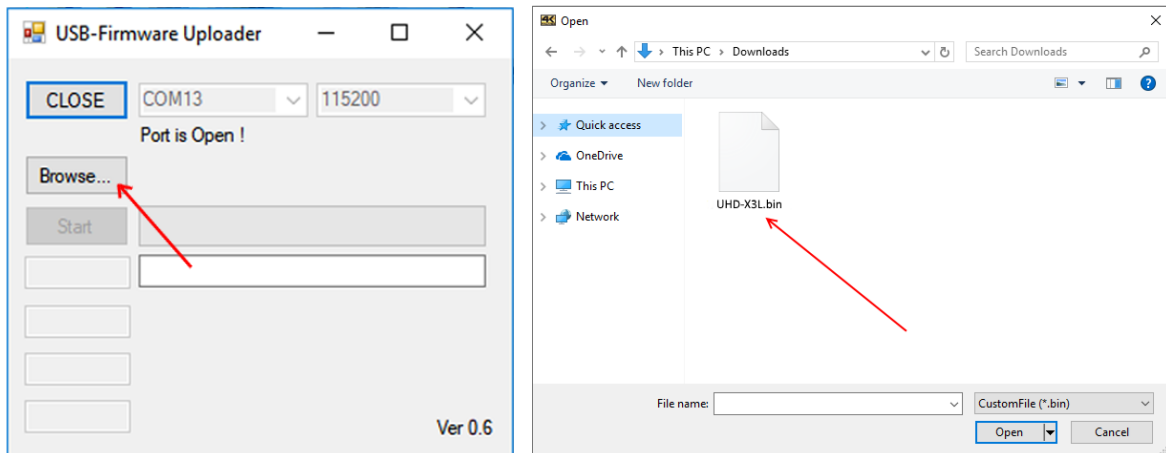 USB-Firmware Uploader
CLOSE COM13 115200
Port is Open !
Browse...
Start
Ver 0.6
4K Open
This PC > Downloads Search Downloads
Organize New folder
Quick access
OneDrive
This PC
Network
UHD-X3L.bin
File name: CustomFile (*.bin)
Open Cancel